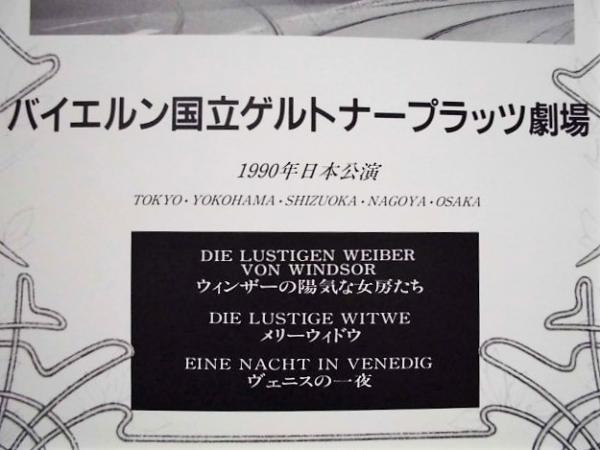 バイエルン国立ゲルトナープラッツ劇場
1990年日本公演
TOKYO・YOKOHAMA・SHIZUOKA・NAGOYA・OSAKA
DIE LUSTIGEN WEIBER
VON WINDSOR
ウィンザーの陽気な女房たち
DIE LUSTIGE WITWE
メリーウィドウ
EINE NACHT IN VENEDIG
ヴェニスの一夜